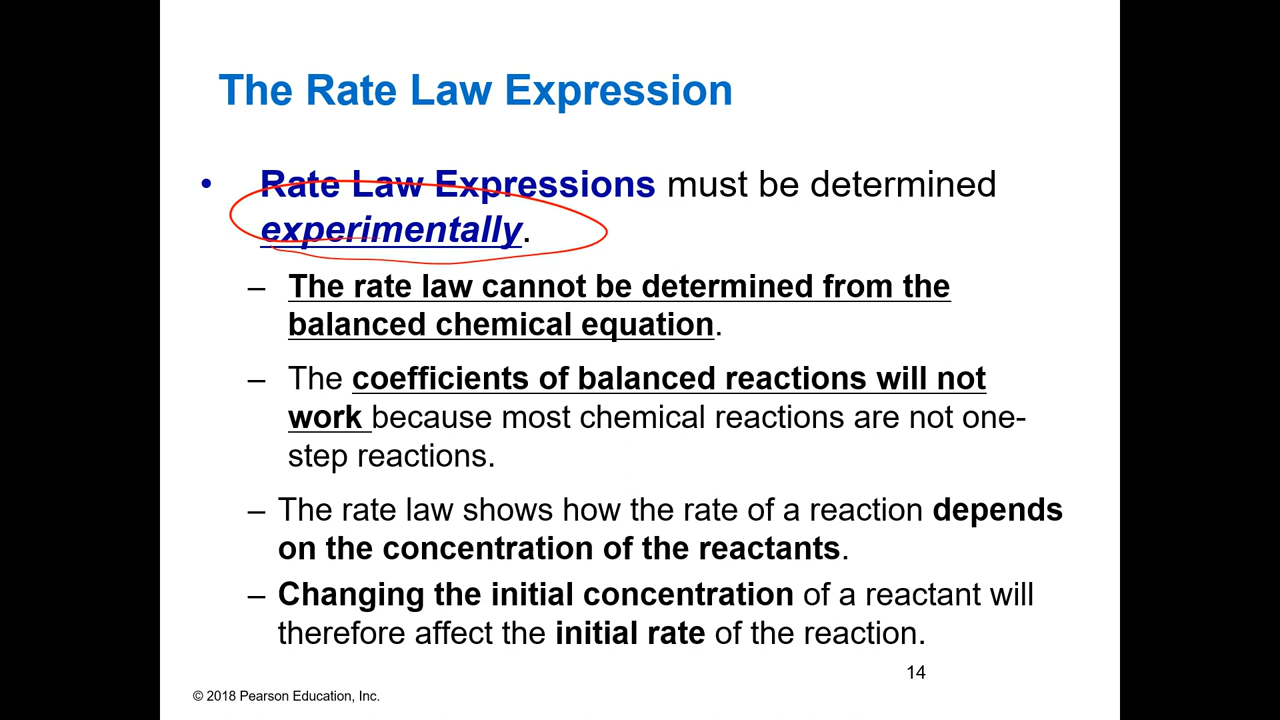 The Rate Law Expression
• Rate Law Expressions must be determined
experimentally.
– The rate law cannot be determined from the
balanced chemical equation.
– The coefficients of balanced reactions will not
work because most chemical reactions are not one-
step reactions.
– The rate law shows how the rate of a reaction depends
on the concentration of the reactants.
– Changing the initial concentration of a reactant will
therefore affect the initial rate of the reaction.
14
© 2018 Pearson Education, Inc.